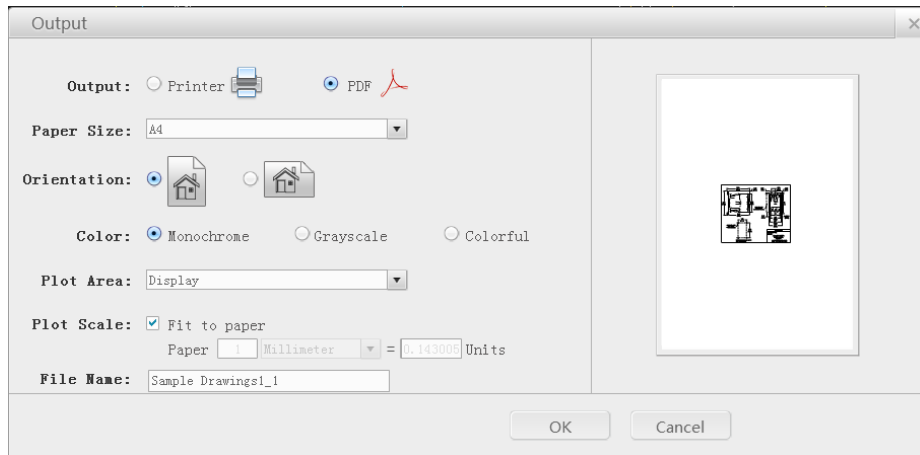 Output
Output: Printer PDF
Paper Size: A4
Orientation:
Color: Monochrome Grayscale Colorful
Plot Area: Display
Plot Scale: Fit to paper
Paper 1 Millimeter = 0.143005 Units
File Name: Sample Drawings1_1
OK Cancel